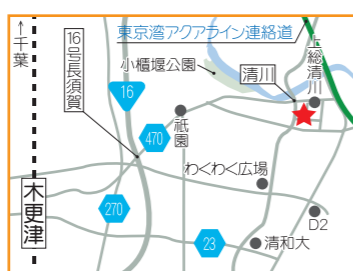 ↑千葉
16号長須賀
東京湾アクアライン連絡道
小櫃堰公園
清川
上総清川
16
祇園
470
わくわく広場
木更津
270
D2
23
清和大